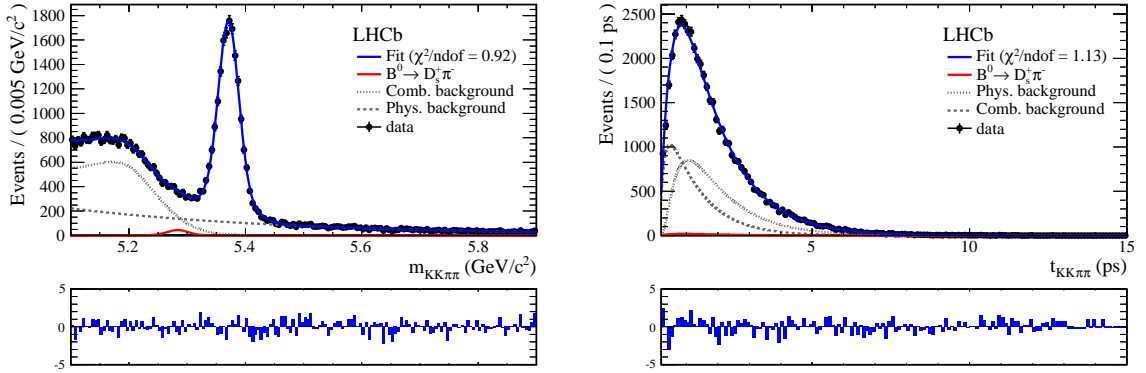 Events / ( 0.005 GeV/c²)
1800
1600
1400
1200
1000
800
600
400
200
0
5.2
5.4
5.6
5.8
m_KKππ (GeV/c²)
LHCb
Fit (χ²/ndof = 0.92)
B⁰→ D_s⁺π⁻
Comb. background
Phys. background
data
5
0
-5
Events / ( 0.1 ps)
2500
2000
1500
1000
500
0
5
10
15
t_KKππ (ps)
LHCb
Fit (χ²/ndof = 1.13)
B⁰→ D_s⁺π⁻
Phys. background
Comb. background
data
5
0
-5